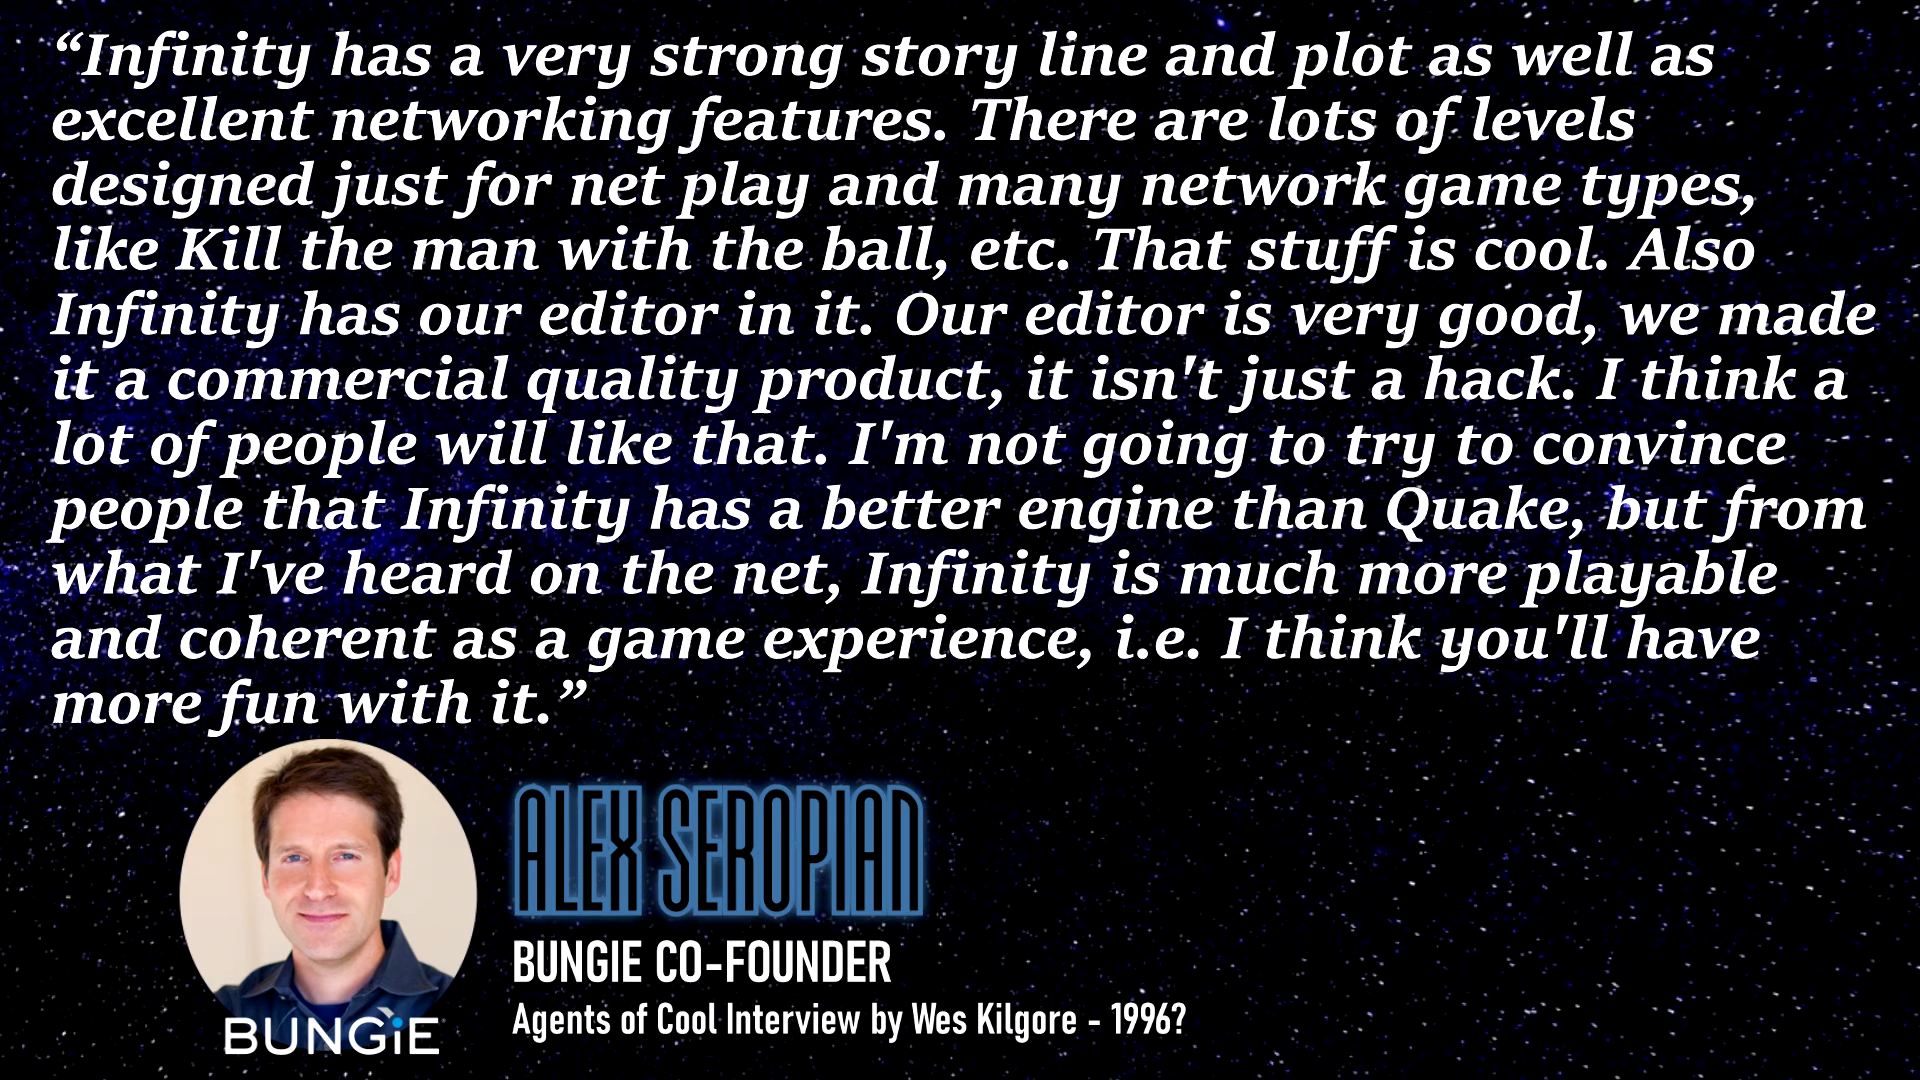 “Infinity has a very strong story line and plot as well as
excellent networking features. There are lots of levels
designed just for net play and many network game types,
like Kill the man with the ball, etc. That stuff is cool. Also
Infinity has our editor in it. Our editor is very good, we made
it a commercial quality product, it isn't just a hack. I think a
lot of people will like that. I'm not going to try to convince
people that Infinity has a better engine than Quake, but from
what I've heard on the net, Infinity is much more playable
and coherent as a game experience, i.e. I think you'll have
more fun with it.”
ALEX SEROPIAN
BUNGIE CO-FOUNDER
Agents of Cool Interview by Wes Kilgore - 1996?
BUNGiE